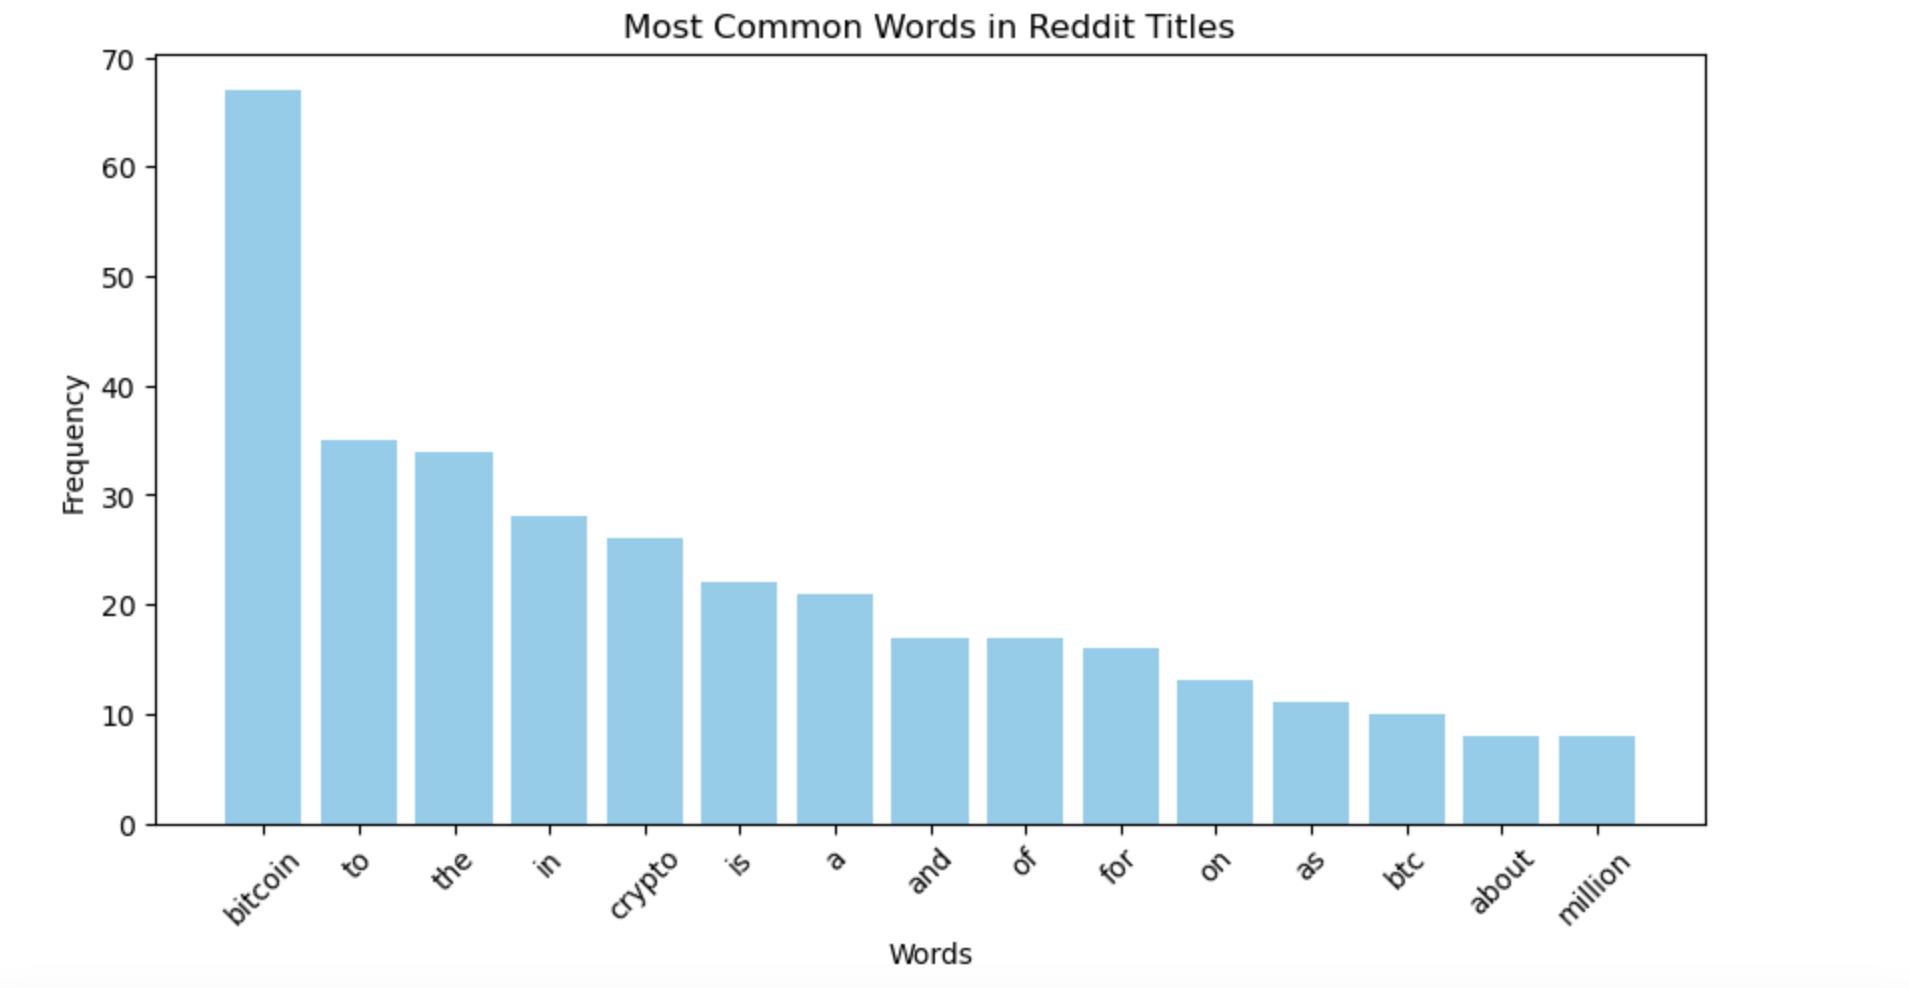 Most Common Words in Reddit Titles
70
60
50
40
30
20
10
0
Frequency
bitcoin
to
the
in
crypto
is
a
and
of
for
on
as
btc
about
million
Words